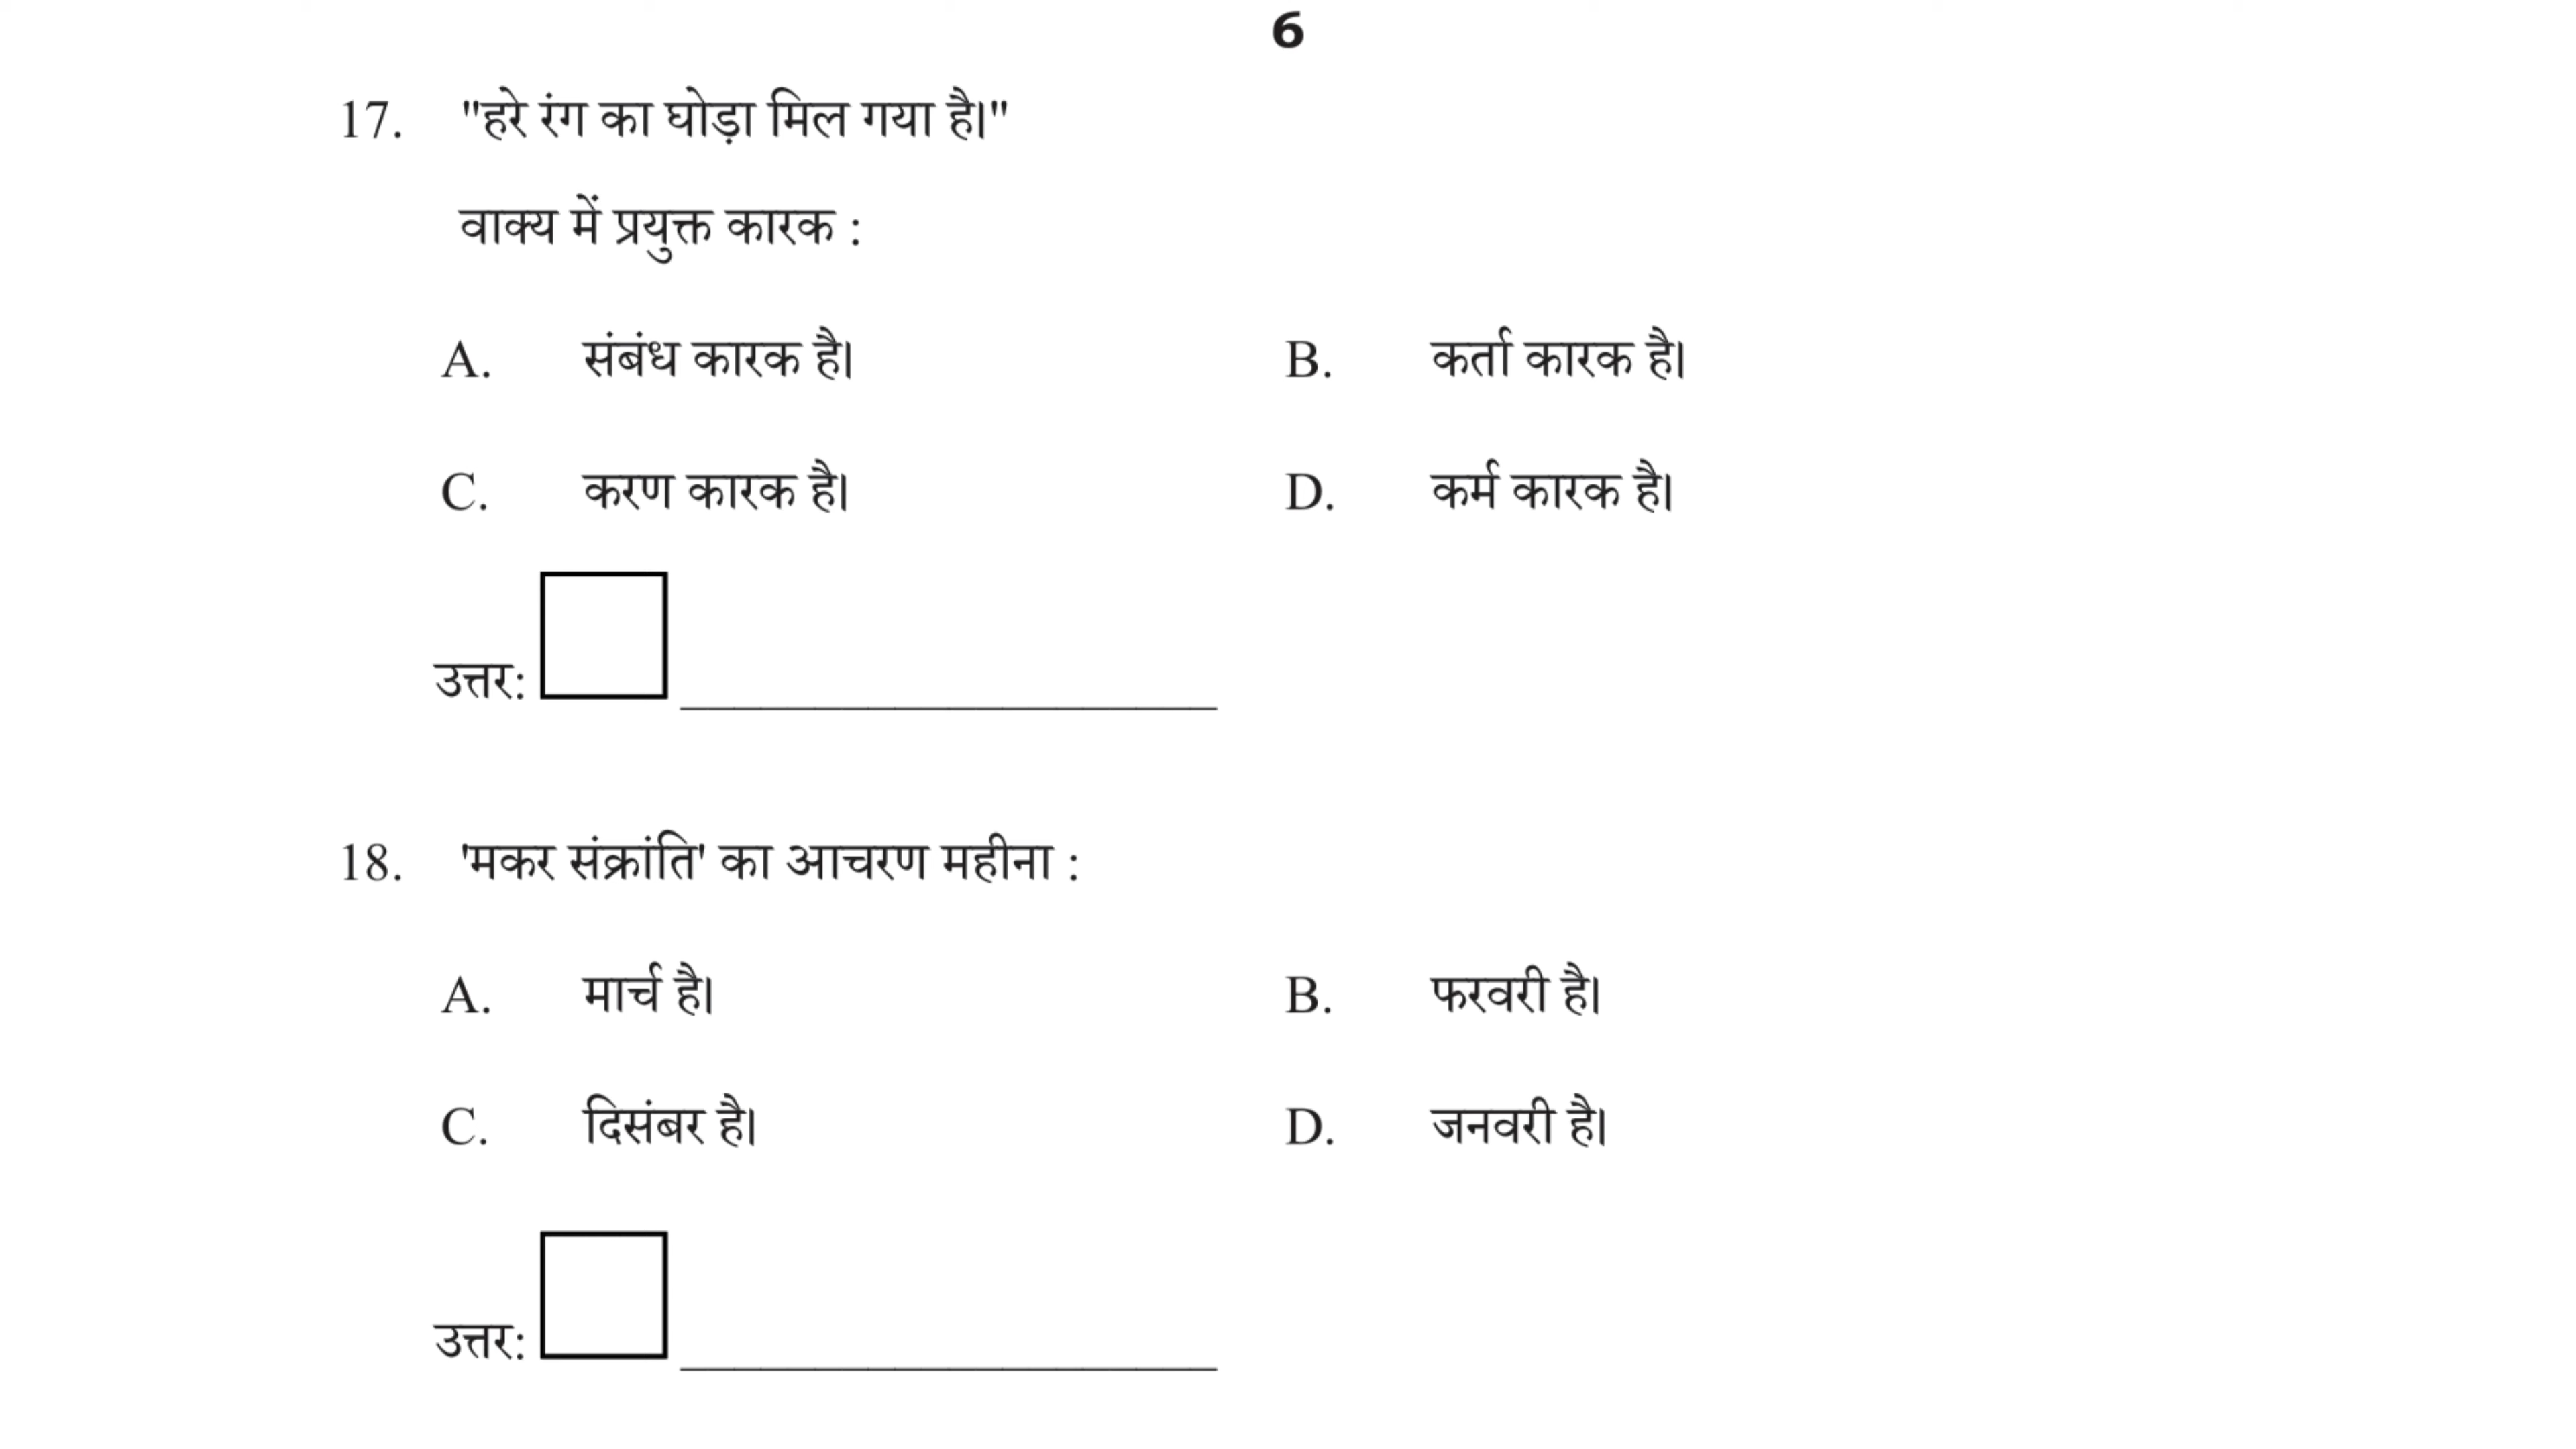 6
17. "हरे रंग का घोड़ा मिल गया है।"
वाक्य में प्रयुक्त कारक :
A. संबंध कारक है। B. कर्ता कारक है।
C. करण कारक है। D. कर्म कारक है।
उत्तर:
18. 'मकर संक्रांति' का आचरण महीना :
A. मार्च है। B. फरवरी है।
C. दिसंबर है। D. जनवरी है।
उत्तर: